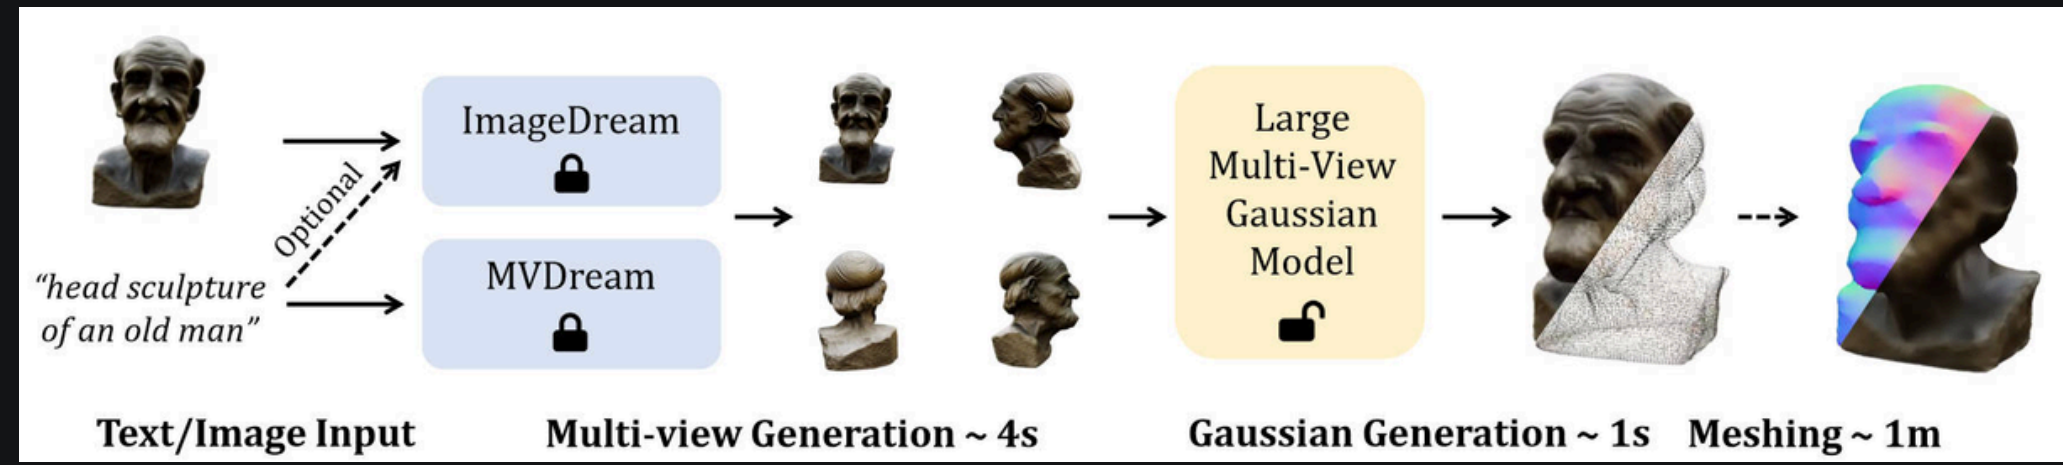 Optional
“head sculpture
of an old man”
ImageDream
MVDream
Large
Multi-View
Gaussian
Model
Text/Image Input
Multi-view Generation ~ 4s
Gaussian Generation ~ 1s
Meshing ~ 1m